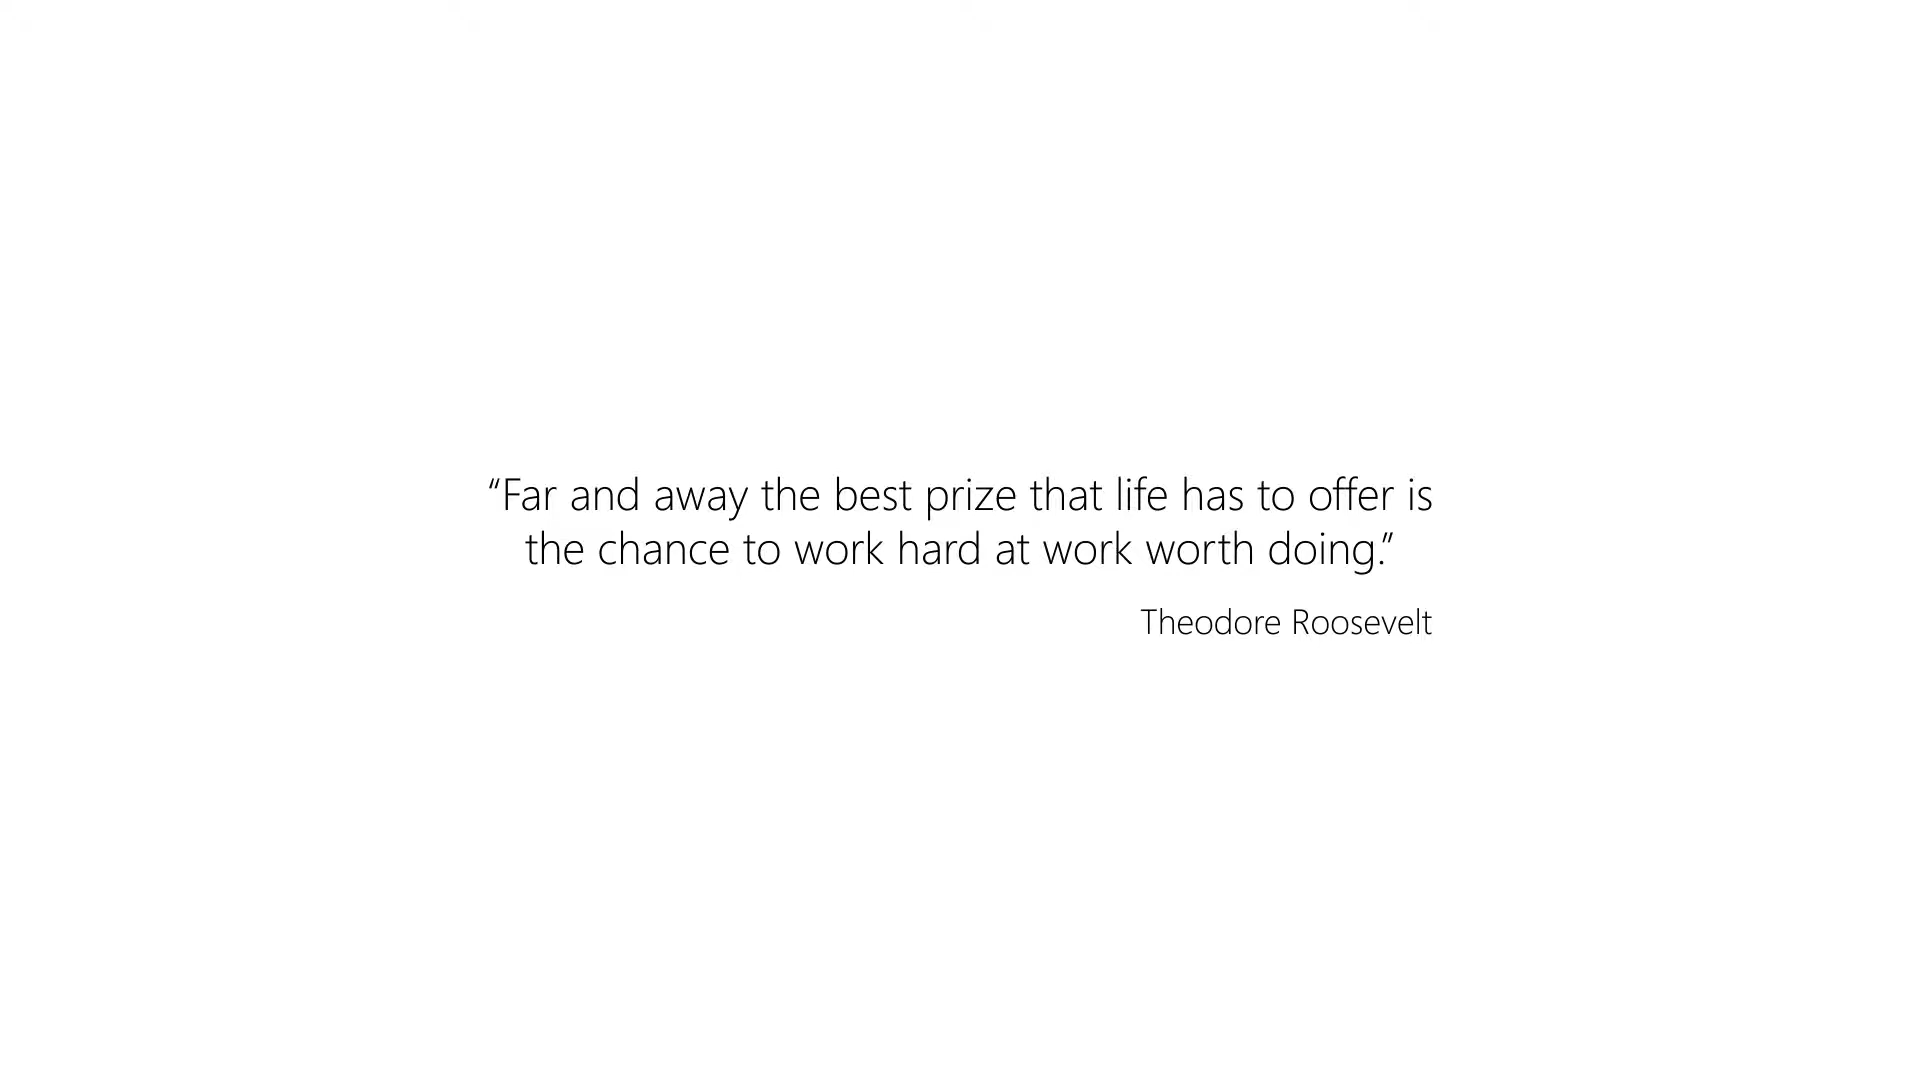 “Far and away the best prize that life has to offer is
the chance to work hard at work worth doing.”
Theodore Roosevelt